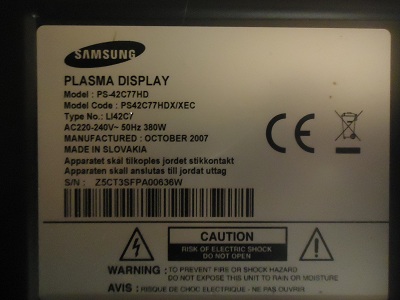 SAMSUNG
PLASMA DISPLAY
Model : PS-42C77HD
Model Code : PS42C77HDX/XEC
Type No.: LI42CY
AC220-240V~ 50Hz 380W
MANUFACTURED : OCTOBER 2007
MADE IN SLOVAKIA
Apparatet skal tilkoples jordet stikkontakt
Apparaten skall anslutas till jordat uttag
S/N : Z5CT3SFPA00636W
CE
CAUTION
RISK OF ELECTRIC SHOCK
DO NOT OPEN
WARNING : TO PREVENT FIRE OR SHOCK HAZARD
DO NOT EXPOSE THIS UNIT TO RAIN OR MOISTURE
AVIS : RISQUE DE CHOC ELECTRIQUE, NE PAS OUVRIR